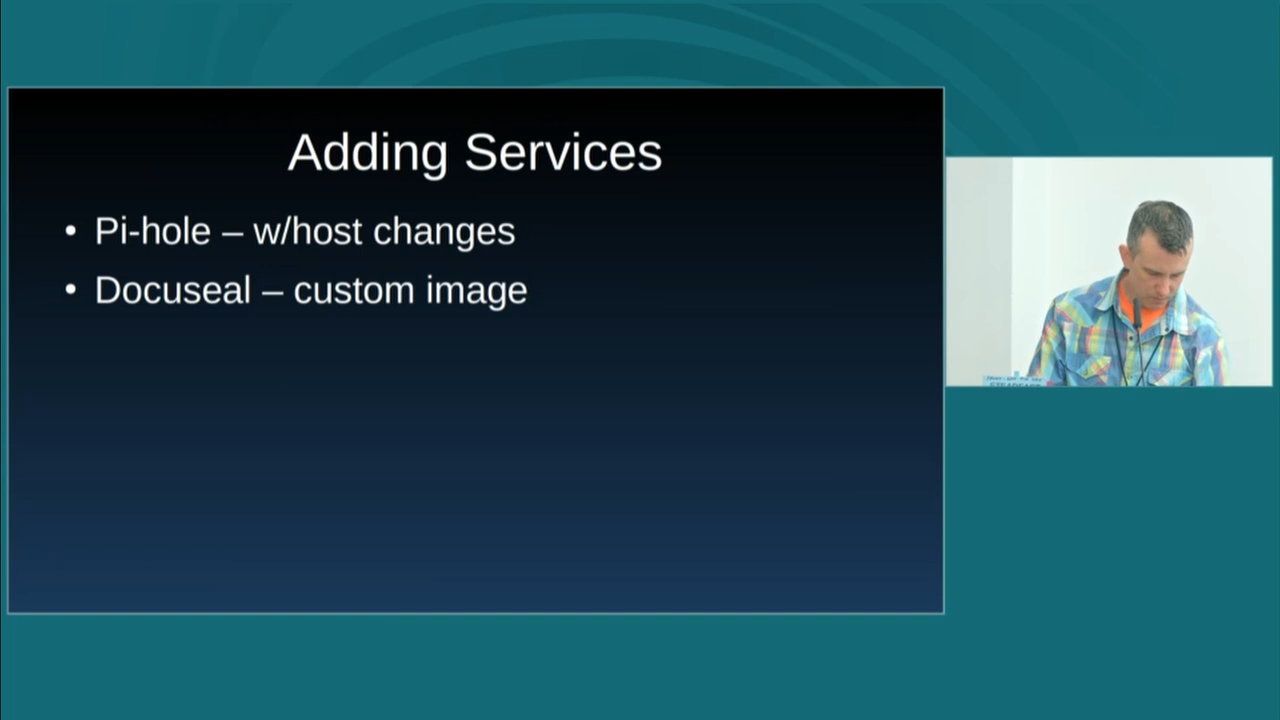 Adding Services
• Pi-hole – w/host changes
• Docuseal – custom image